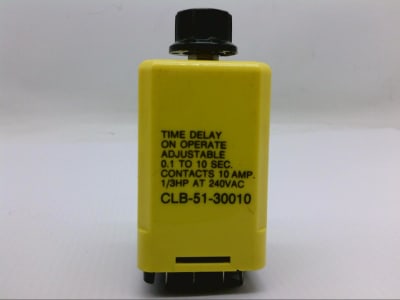 TIME DELAY
ON OPERATE
ADJUSTABLE
0.1 TO 10 SEC.
CONTACTS 10 AMP.
1/3HP AT 240VAC
CLB-51-30010